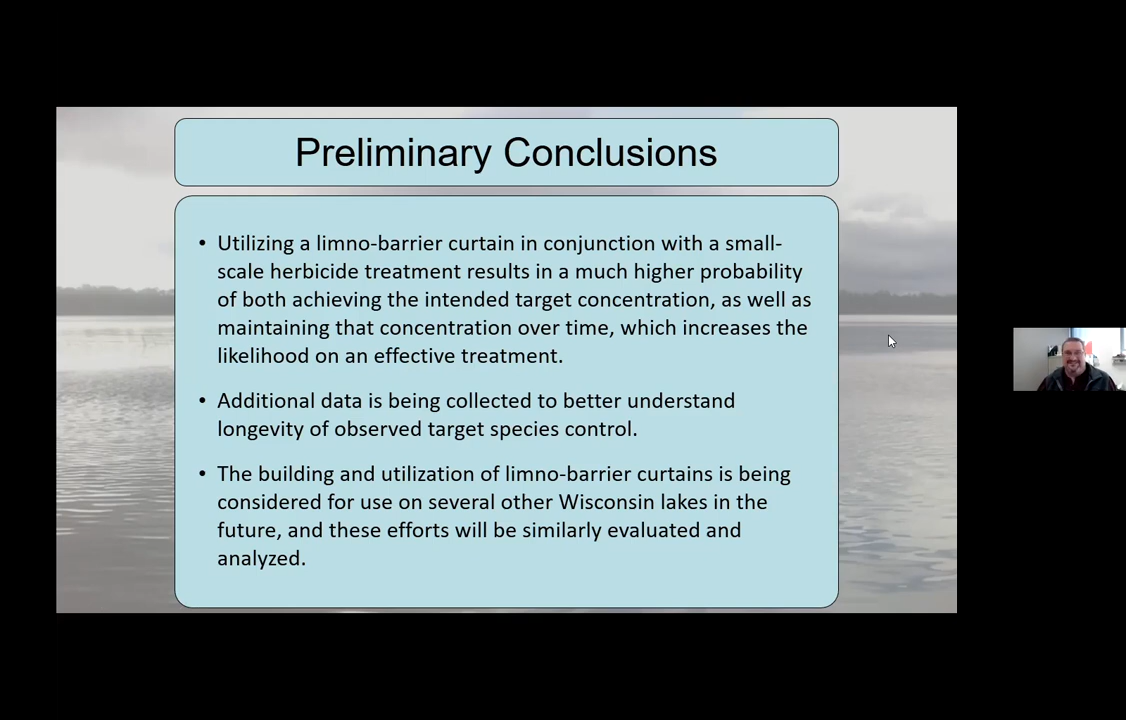 Preliminary Conclusions
• Utilizing a limno-barrier curtain in conjunction with a small-
scale herbicide treatment results in a much higher probability
of both achieving the intended target concentration, as well as
maintaining that concentration over time, which increases the
likelihood on an effective treatment.
• Additional data is being collected to better understand
longevity of observed target species control.
• The building and utilization of limno-barrier curtains is being
considered for use on several other Wisconsin lakes in the
future, and these efforts will be similarly evaluated and
analyzed.